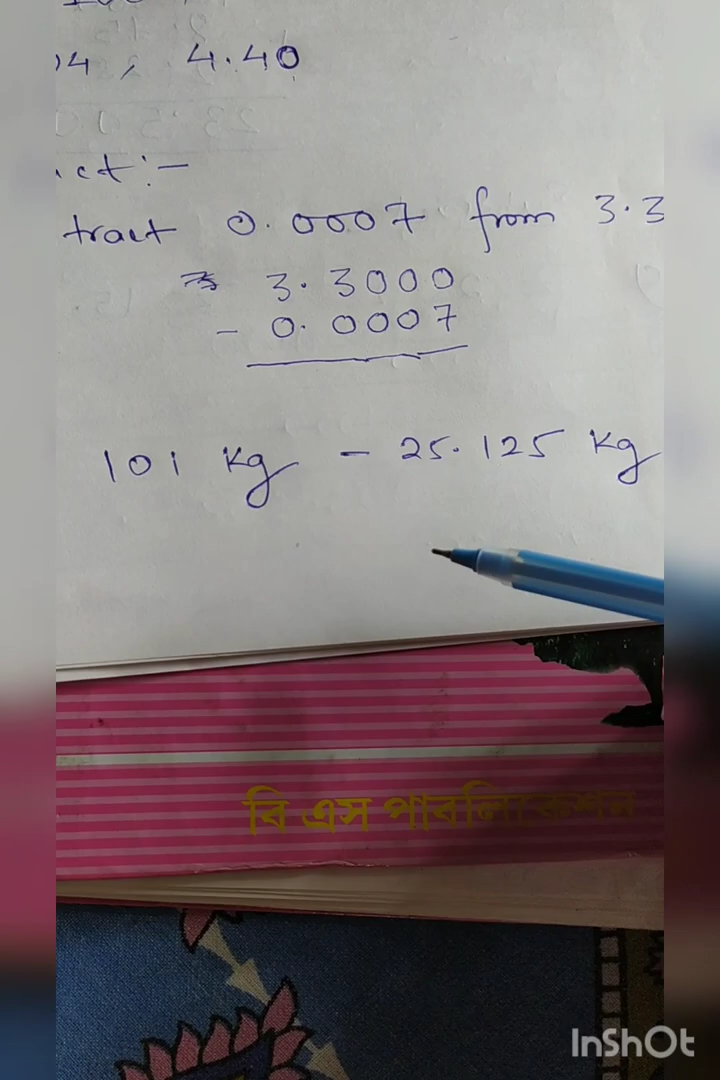 4.40
0.0007 from 3.3
3.3000
- 0.0007
101 kg - 25.125 kg
বি এস পাবলিকেশন
InShOt